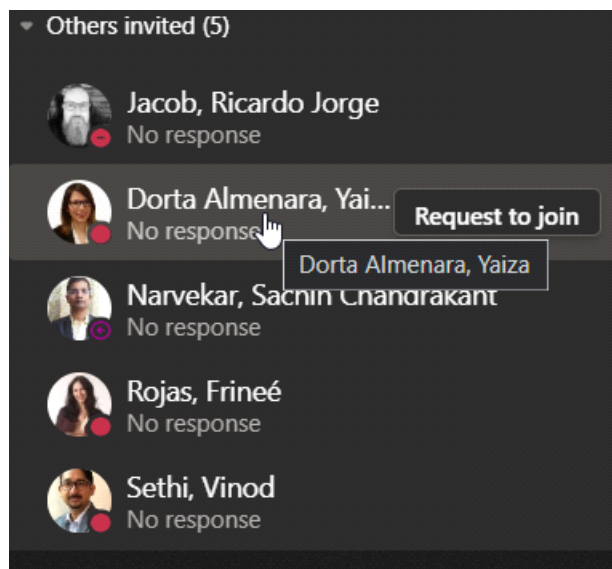 Others invited (5)
Jacob, Ricardo Jorge
No response
Dorta Almenara, Yai...
Request to join
No response
Dorta Almenara, Yaiza
Narvekar, Sachin Chandrakant
No response
Rojas, Frineé
No response
Sethi, Vinod
No response